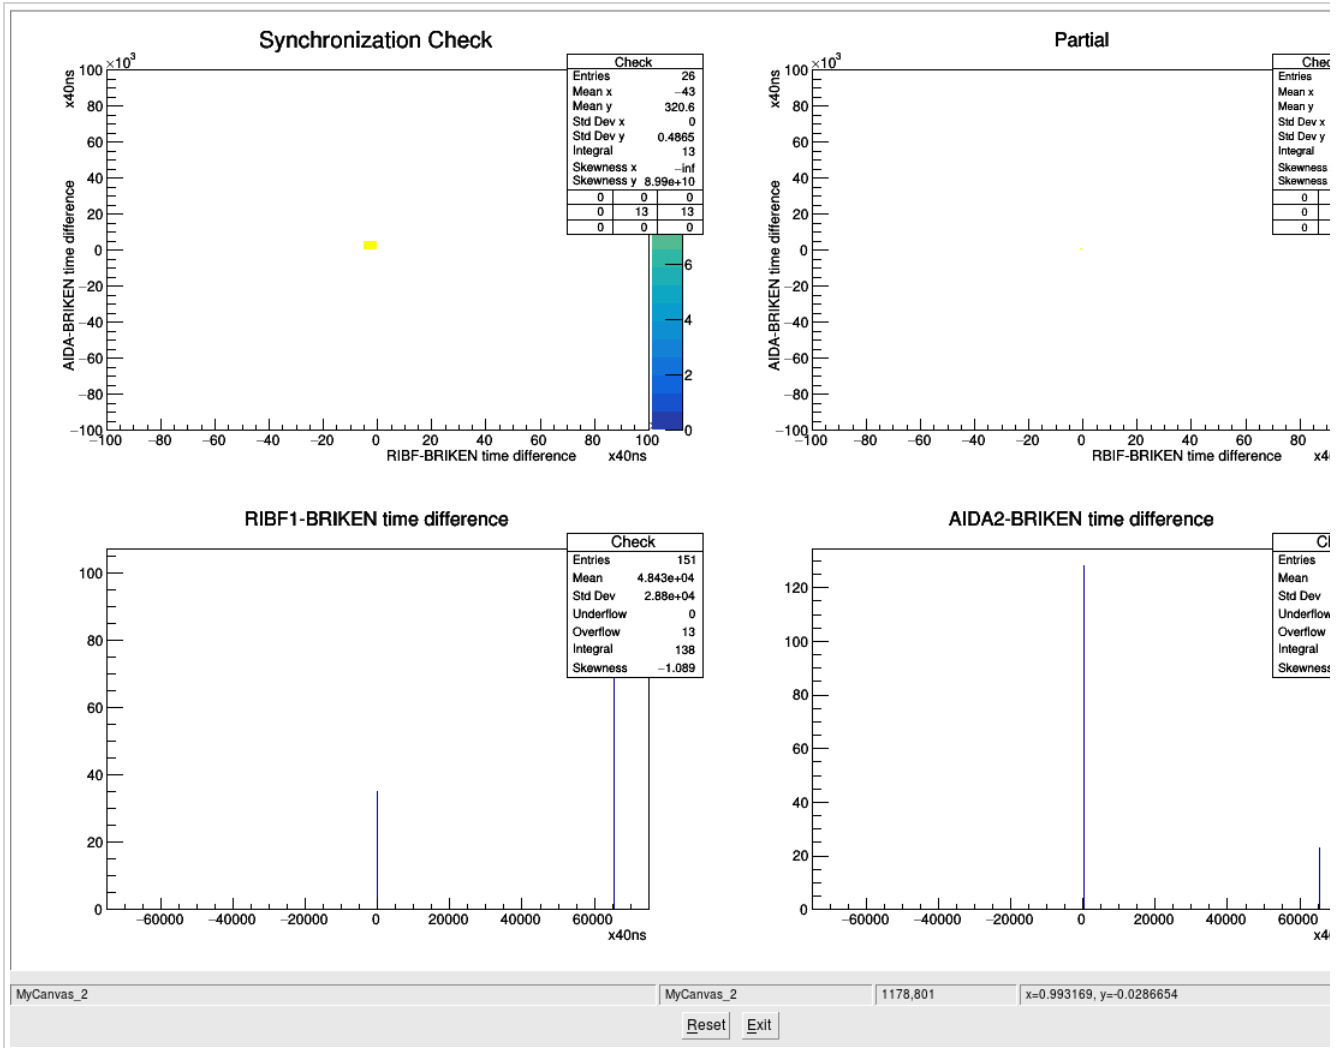 Synchronization Check
×10³
x40ns
AIDA-BRIKEN time difference
100
80
60
40
20
0
−20
−40
−60
−80
−100
−100 −80 −60 −40 −20 0 20 40 60 80 100
RIBF-BRIKEN time difference x40ns
Check
Entries 26
Mean x −43
Mean y 320.6
Std Dev x 0
Std Dev y 0.4865
Integral 13
Skewness x −inf
Skewness y 8.99e+10
0 0 0
0 13 13
0 0 0
6
4
2
0
Partial
×10³
x40ns
AIDA-BRIKEN time difference
100
80
60
40
20
0
−20
−40
−60
−80
−100
−100 −80 −60 −40 −20 0 20 40 60 80
RBIF-BRIKEN time difference x4
Chec
Entries
Mean x
Mean y
Std Dev x
Std Dev y
Integral
Skewness
Skewness
0
0
0
RIBF1-BRIKEN time difference
100
80
60
40
20
0
−60000 −40000 −20000 0 20000 40000 60000
x40ns
Check
Entries 151
Mean 4.843e+04
Std Dev 2.88e+04
Underflow 0
Overflow 13
Integral 138
Skewness −1.089
AIDA2-BRIKEN time difference
120
100
80
60
40
20
0
−60000 −40000 −20000 0 20000 40000 60000
x4
Ch
Entries
Mean
Std Dev
Underflow
Overflow
Integral
Skewness
MyCanvas_2 MyCanvas_2 1178,801 x=0.993169, y=-0.0286654
Reset Exit